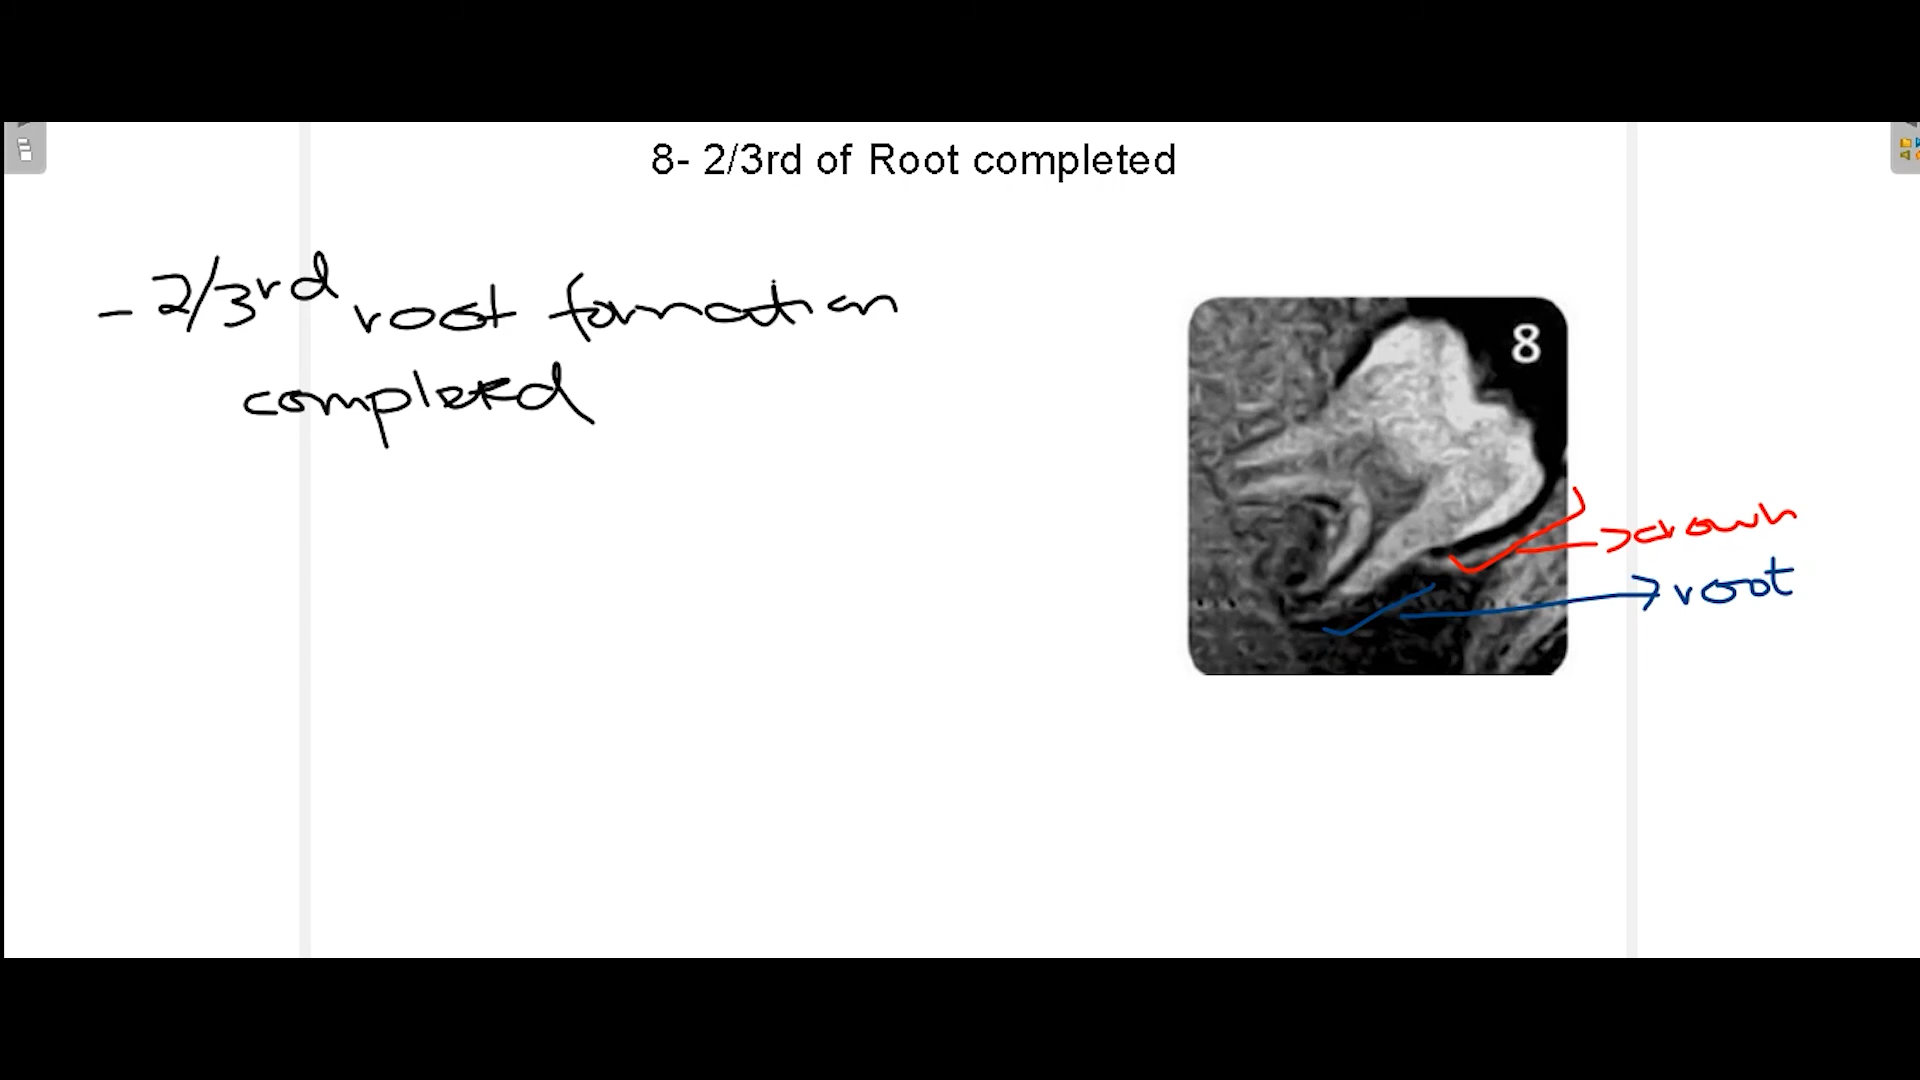 8- 2/3rd of Root completed
- 2/3rd root formation
completed
8
crown
root